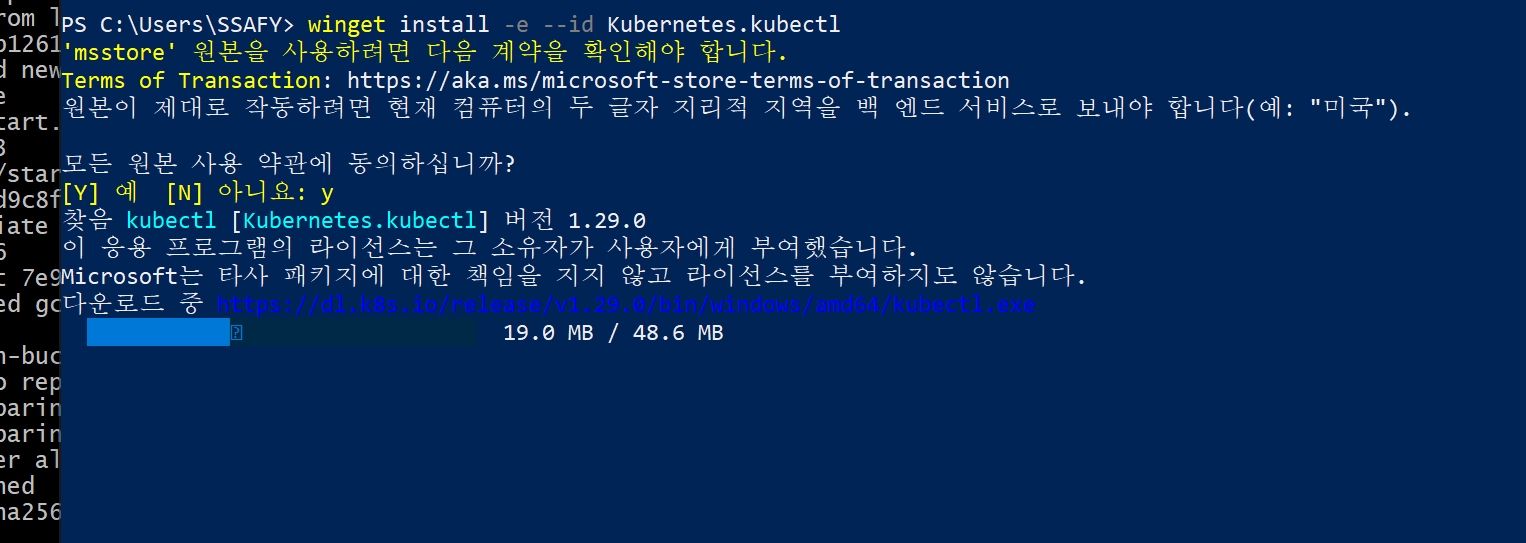 rom l
PS C:\Users\SSAFY> winget install -e --id Kubernetes.kubectl
b1261
'msstore' 원본을 사용하려면 다음 계약을 확인해야 합니다.
d new
Terms of Transaction: https://aka.ms/microsoft-store-terms-of-transaction
e
원본이 제대로 작동하려면 현재 컴퓨터의 두 글자 지리적 지역을 백 엔드 서비스로 보내야 합니다(예: "미국").
tart.
3
모든 원본 사용 약관에 동의하십니까?
/star
[Y] 예  [N] 아니요: y
d9c8f
찾음 kubectl [Kubernetes.kubectl] 버전 1.29.0
iate
이 응용 프로그램의 라이선스는 그 소유자가 사용자에게 부여했습니다.
6
Microsoft는 타사 패키지에 대한 책임을 지지 않고 라이선스를 부여하지도 않습니다.
t 7e9
다운로드 중 https://dl.k8s.io/release/v1.29.0/bin/windows/amd64/kubectl.exe
ed gc
19.0 MB / 48.6 MB
n-buc
o rep
parin
parin
er al
ned
ha256